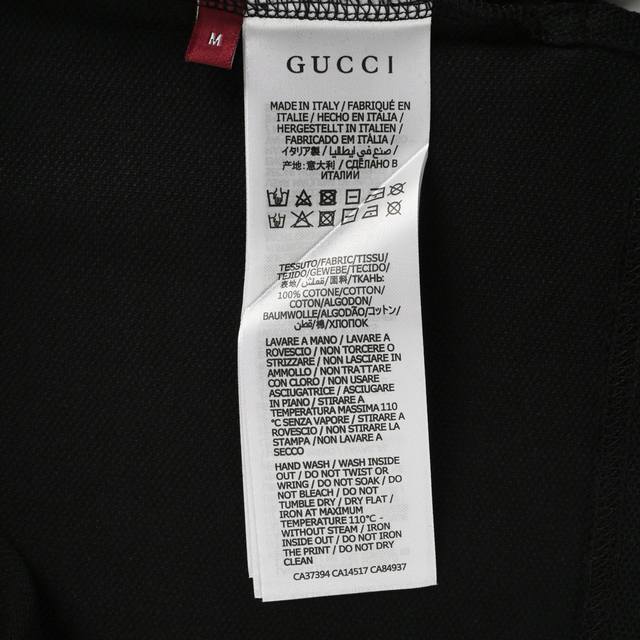 M
GUCCI
MADE IN ITALY / FABRIQUÉ EN
ITALIE / HECHO EN ITÀLIA /
HERGESTELLT IN ITALIEN /
FABRICADO EM ITÀLIA /
イタリア製 / صنع في إيطاليا /
产地：意大利 / СДЕЛАНО В
ИТАЛИИ
TESSUTO/FABRIC/TISSU/
TEJIDO/GEWEBE/TECIDO/
表地/قماش/面料/ТКАНЬ:
100% COTONE/COTTON/
COTON/ALGODON/
BAUMWOLLE/ALGODÃO/コットン/
قطن/棉/ХЛОПОК
LAVARE A MANO / LAVARE A
ROVESCIO / NON TORCERE O
STRIZZARE / NON LASCIARE IN
AMMOLLO / NON TRATTARE
CON CLORO / NON USARE
ASCIUGATRICE / ASCIUGARE
IN PIANO / STIRARE A
TEMPERATURA MASSIMA 110
°C SENZA VAPORE / STIRARE A
ROVESCIO / NON STIRARE LA
STAMPA /NON LAVARE A
SECCO
HAND WASH / WASH INSIDE
OUT / DO NOT TWIST OR
WRING / DO NOT SOAK / DO
NOT BLEACH / DO NOT
TUMBLE DRY / DRY FLAT /
IRON AT MAXIMUM
TEMPERATURE 110°C -
WITHOUT STEAM / IRON
INSIDE OUT / DO NOT IRON
THE PRINT / DO NOT DRY
CLEAN
CA37394 CA14517 CA84937